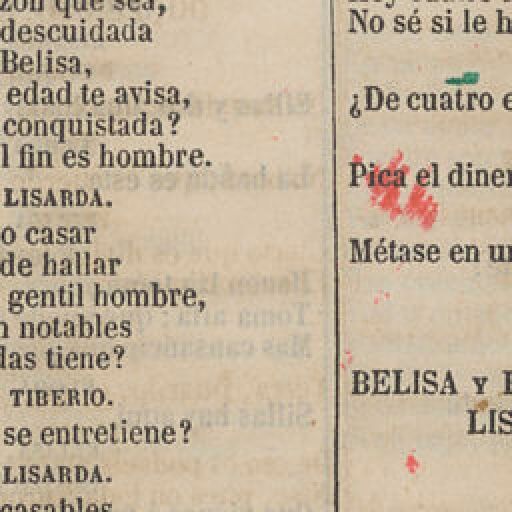 zón que sea,
descuidada
Belisa,
edad te avisa,
conquistada?
l fin es hombre.
LISARDA.
o casar
de hallar
gentil hombre,
n notables
das tiene?
TIBERIO.
se entretiene?
LISARDA.
casables
No sé si le h
¿De cuatro e
Pica el diner
Métase en un
BELISA Y
LIS